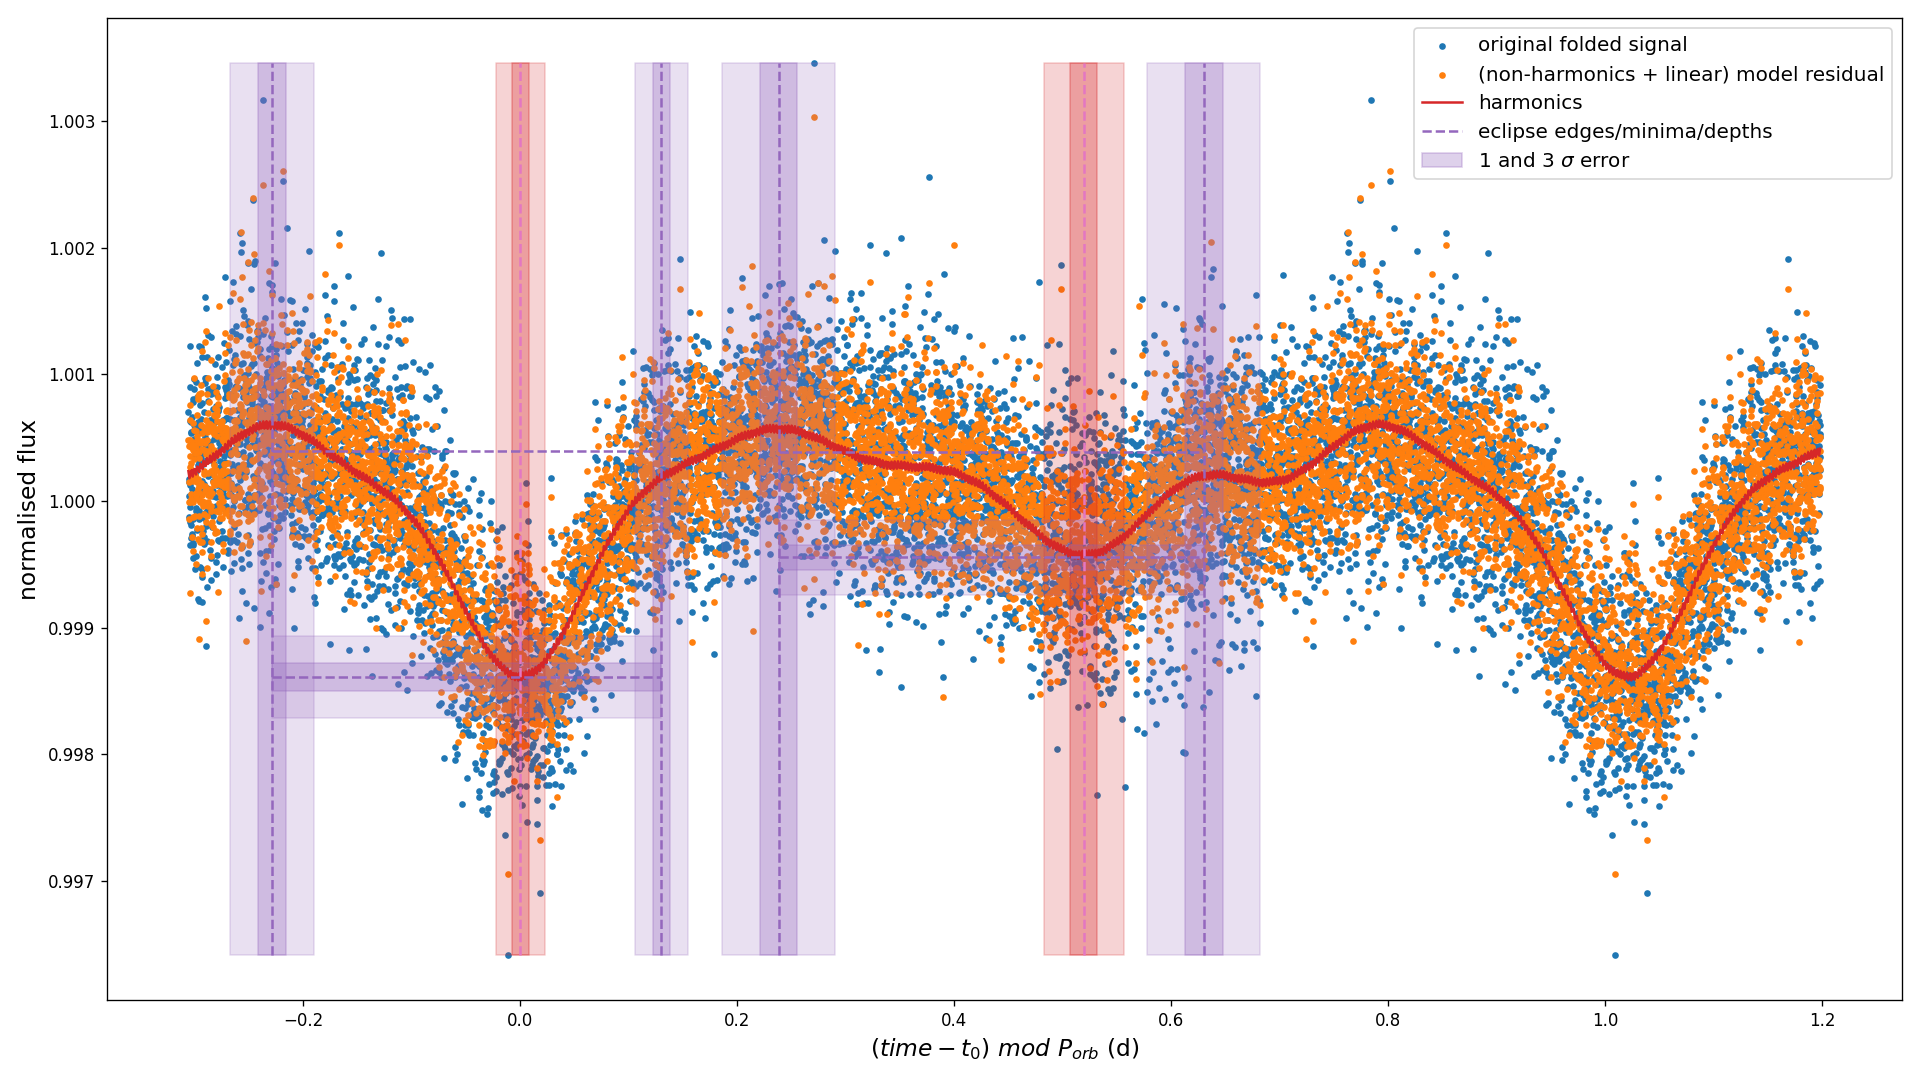 original folded signal
(non-harmonics + linear) model residual
harmonics
eclipse edges/minima/depths
1 and 3 σ error
normalised flux
1.003
1.002
1.001
1.000
0.999
0.998
0.997
−0.2 0.0 0.2 0.4 0.6 0.8 1.0 1.2
(time − t₀) mod Pₒᵣb (d)